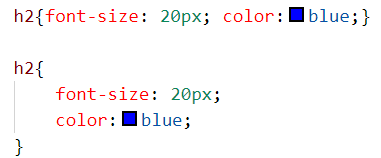 h2{font-size: 20px; color:blue;}
h2{
font-size: 20px;
color:blue;
}